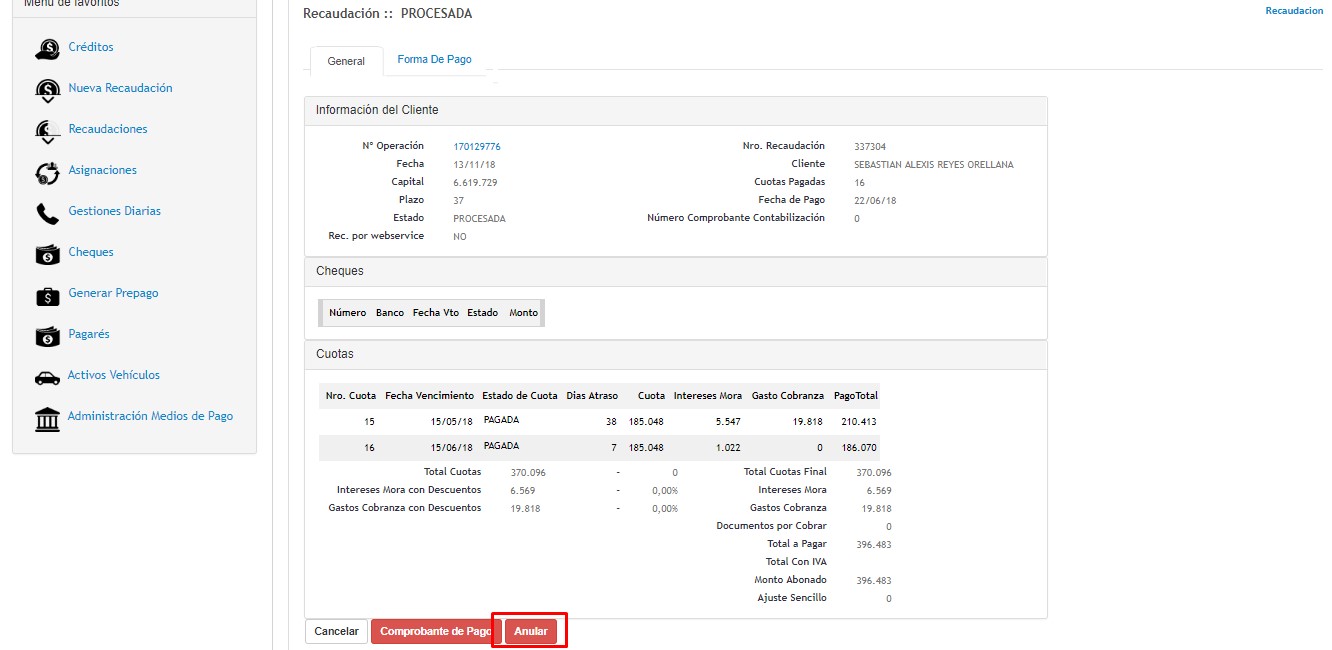 Menú de favoritos
Créditos
Nueva Recaudación
Recaudaciones
Asignaciones
Gestiones Diarias
Cheques
Generar Prepago
Pagarés
Activos Vehículos
Administración Medios de Pago
Recaudación :: PROCESADA
Recaudacion
General Forma De Pago
Información del Cliente
N° Operación 170129776 Nro. Recaudación 337304
Fecha 13/11/18 Cliente SEBASTIAN ALEXIS REYES ORELLANA
Capital 6.619.729 Cuotas Pagadas 16
Plazo 37 Fecha de Pago 22/06/18
Estado PROCESADA Número Comprobante Contabilización 0
Rec. por webservice NO
Cheques
Número Banco Fecha Vto Estado Monto
Cuotas
Nro. Cuota Fecha Vencimiento Estado de Cuota Dias Atraso Cuota Intereses Mora Gasto Cobranza PagoTotal
15 15/05/18 PAGADA 38 185.048 5.547 19.818 210.413
16 15/06/18 PAGADA 7 185.048 1.022 0 186.070
Total Cuotas 370.096 - 0 Total Cuotas Final 370.096
Intereses Mora con Descuentos 6.569 - 0,00% Intereses Mora 6.569
Gastos Cobranza con Descuentos 19.818 - 0,00% Gastos Cobranza 19.818
Documentos por Cobrar 0
Total a Pagar 396.483
Total Con IVA
Monto Abonado 396.483
Ajuste Sencillo 0
Cancelar Comprobante de Pago Anular